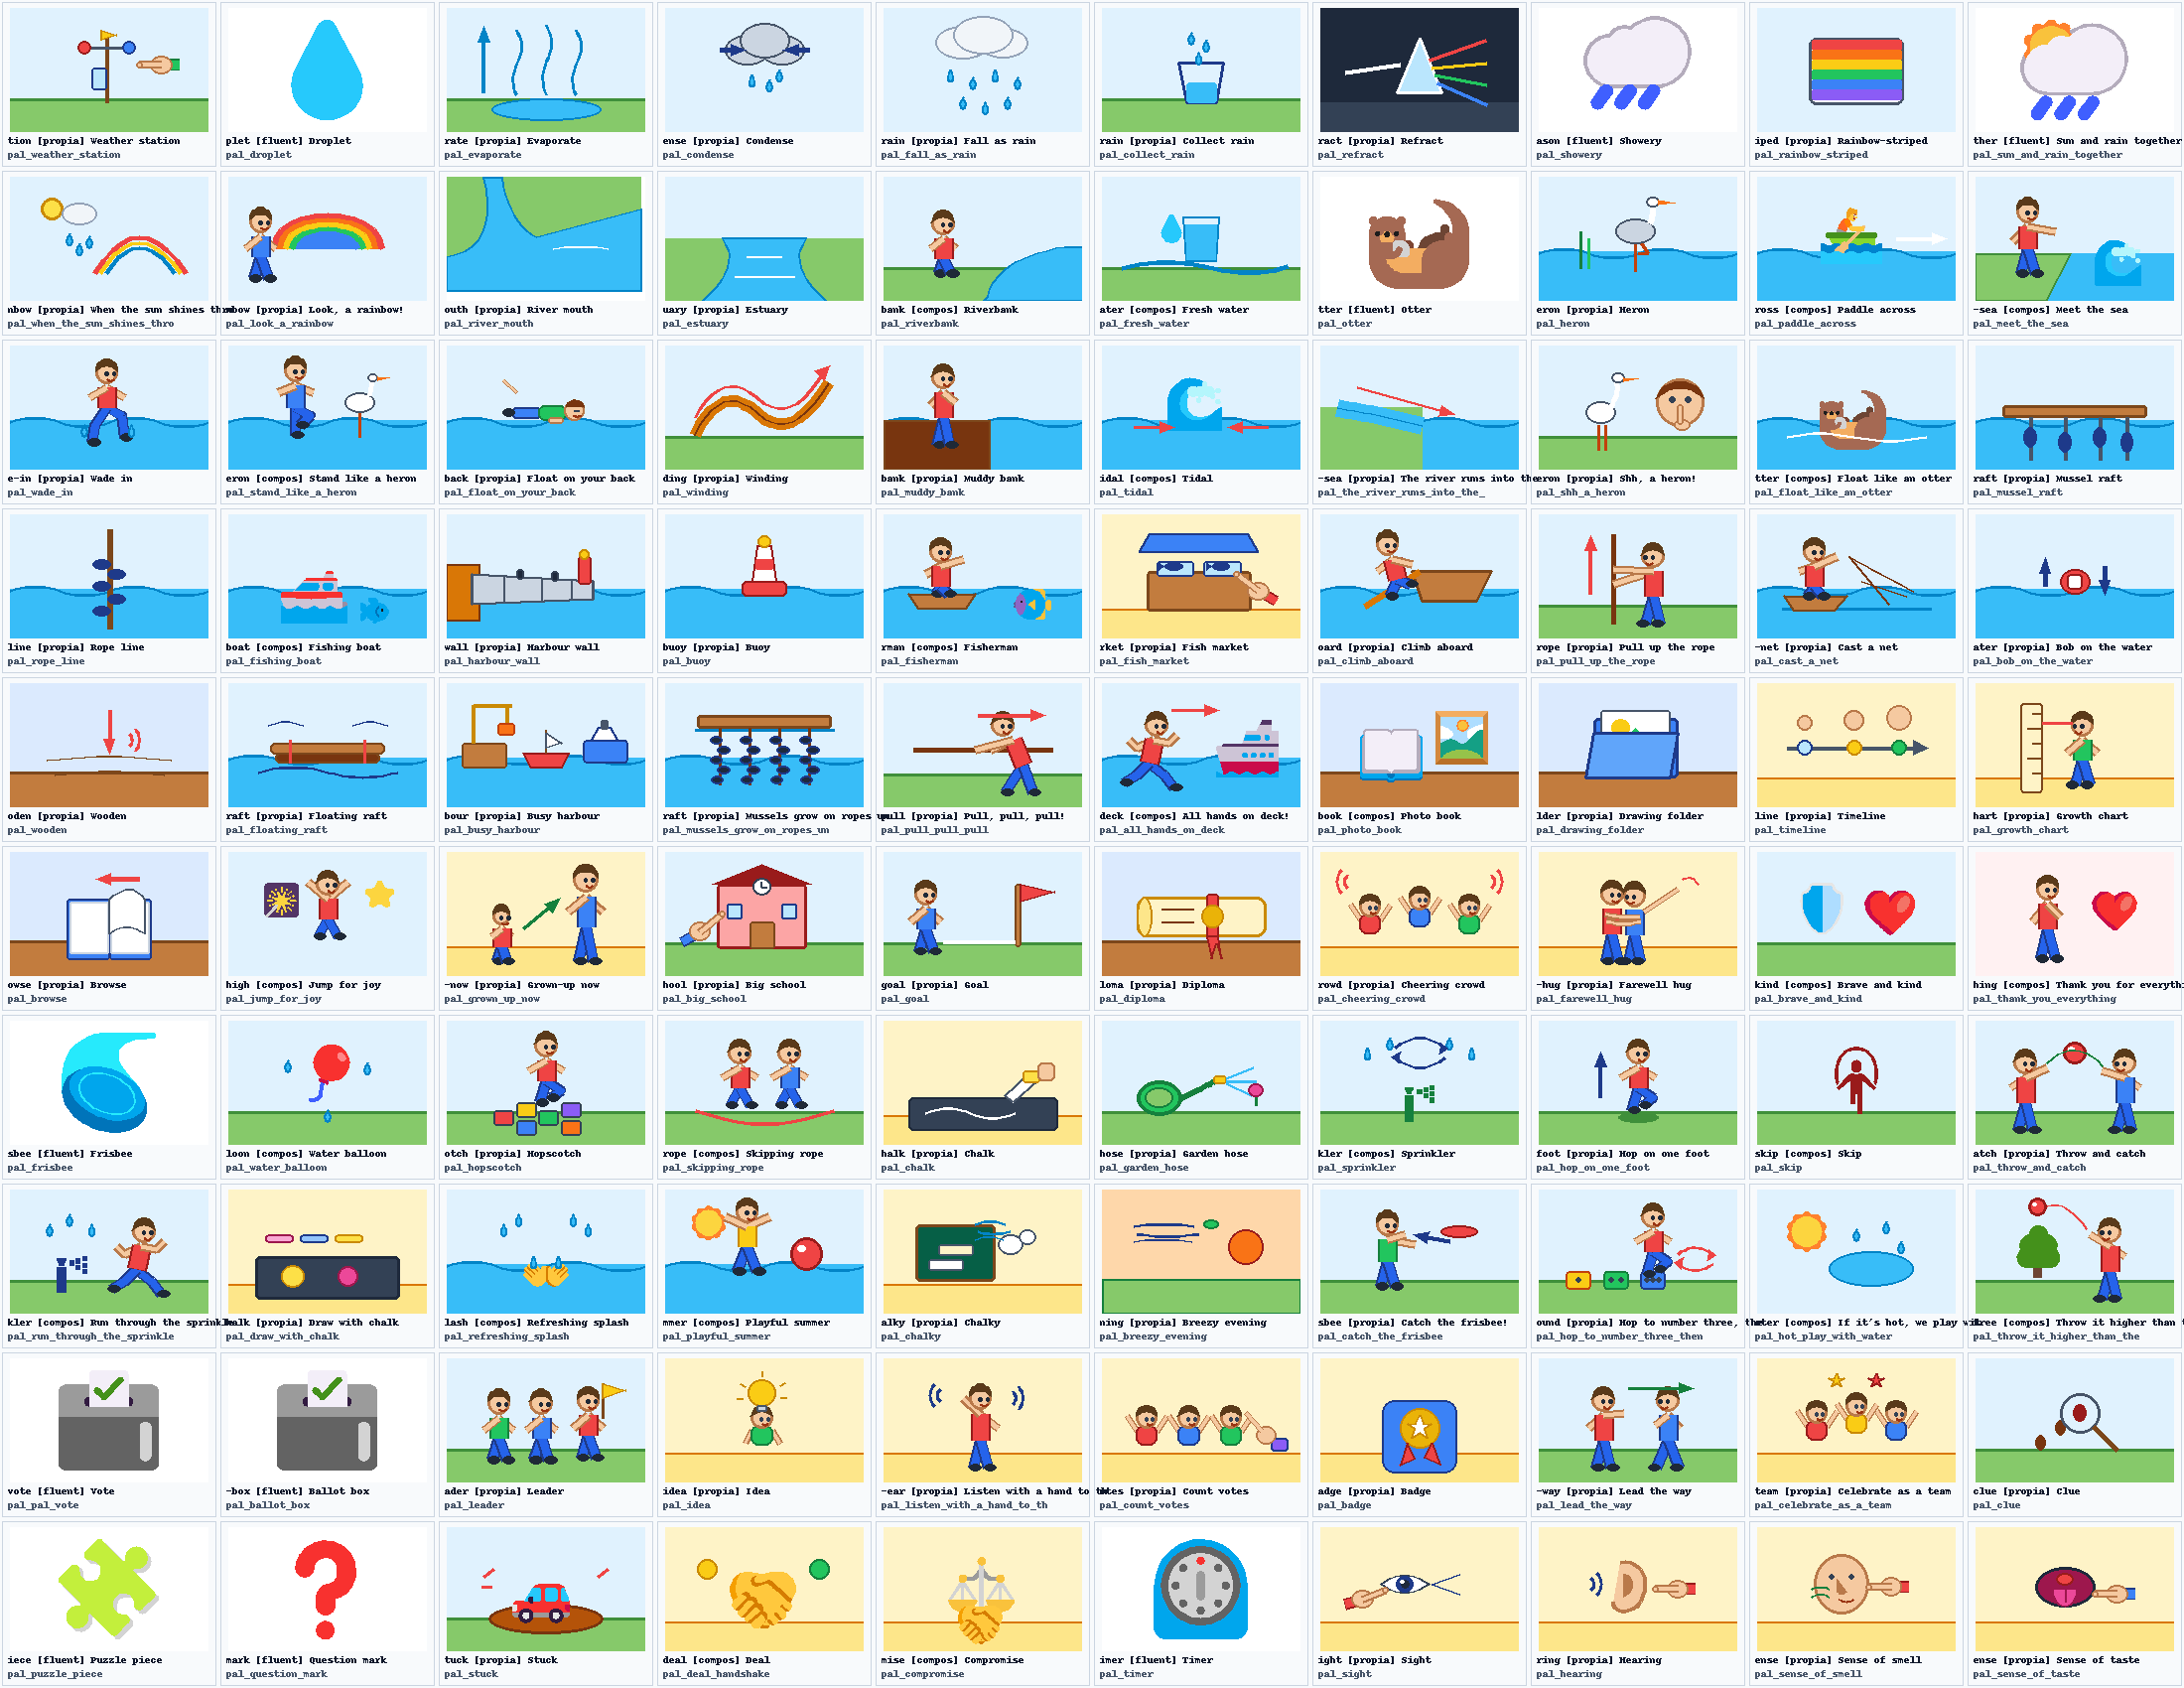 tion [propia] Weather station
pal_weather_station
plet [fluent] Droplet
pal_droplet
rate [propia] Evaporate
pal_evaporate
ense [propia] Condense
pal_condense
rain [propia] Fall as rain
pal_fall_as_rain
rain [propia] Collect rain
pal_collect_rain
ract [propia] Refract
pal_refract
ason [fluent] Showery
pal_showery
iped [propia] Rainbow-striped
pal_rainbow_striped
ther [fluent] Sun and rain together
pal_sun_and_rain_together
nbow [propia] When the sun shines thr
pal_when_the_sun_shines_thro
nbow [propia] Look, a rainbow!
pal_look_a_rainbow
outh [propia] River mouth
pal_river_mouth
uary [propia] Estuary
pal_estuary
bank [compos] Riverbank
pal_riverbank
ater [compos] Fresh water
pal_fresh_water
tter [fluent] Otter
pal_otter
eron [propia] Heron
pal_heron
ross [compos] Paddle across
pal_paddle_across
-sea [compos] Meet the sea
pal_meet_the_sea
e-in [propia] Wade in
pal_wade_in
eron [compos] Stand like a heron
pal_stand_like_a_heron
back [propia] Float on your back
pal_float_on_your_back
ding [propia] Winding
pal_winding
bank [propia] Muddy bank
pal_muddy_bank
idal [compos] Tidal
pal_tidal
-sea [propia] The river runs into the
pal_the_river_runs_into_the_
eron [propia] Shh, a heron!
pal_shh_a_heron
tter [compos] Float like an otter
pal_float_like_an_otter
raft [propia] Mussel raft
pal_mussel_raft
line [propia] Rope line
pal_rope_line
boat [compos] Fishing boat
pal_fishing_boat
wall [propia] Harbour wall
pal_harbour_wall
buoy [propia] Buoy
pal_buoy
rman [compos] Fisherman
pal_fisherman
rket [propia] Fish market
pal_fish_market
oard [propia] Climb aboard
pal_climb_aboard
rope [propia] Pull up the rope
pal_pull_up_the_rope
-net [propia] Cast a net
pal_cast_a_net
ater [propia] Bob on the water
pal_bob_on_the_water
oden [propia] Wooden
pal_wooden
raft [propia] Floating raft
pal_floating_raft
bour [propia] Busy harbour
pal_busy_harbour
raft [propia] Mussels grow on ropes
pal_mussels_grow_on_ropes_un
pull [propia] Pull, pull, pull!
pal_pull_pull_pull
deck [compos] All hands on deck!
pal_all_hands_on_deck
book [compos] Photo book
pal_photo_book
lder [propia] Drawing folder
pal_drawing_folder
line [propia] Timeline
pal_timeline
hart [propia] Growth chart
pal_growth_chart
owse [propia] Browse
pal_browse
high [compos] Jump for joy
pal_jump_for_joy
-now [propia] Grown-up now
pal_grown_up_now
hool [propia] Big school
pal_big_school
goal [propia] Goal
pal_goal
loma [propia] Diploma
pal_diploma
rowd [propia] Cheering crowd
pal_cheering_crowd
-hug [propia] Farewell hug
pal_farewell_hug
kind [compos] Brave and kind
pal_brave_and_kind
hing [compos] Thank you for everythi
pal_thank_you_everything
sbee [fluent] Frisbee
pal_frisbee
loon [compos] Water balloon
pal_water_balloon
otch [propia] Hopscotch
pal_hopscotch
rope [compos] Skipping rope
pal_skipping_rope
halk [propia] Chalk
pal_chalk
hose [propia] Garden hose
pal_garden_hose
kler [compos] Sprinkler
pal_sprinkler
foot [propia] Hop on one foot
pal_hop_on_one_foot
skip [compos] Skip
pal_skip
atch [propia] Throw and catch
pal_throw_and_catch
kler [compos] Run through the sprinkl
pal_run_through_the_sprinkle
halk [propia] Draw with chalk
pal_draw_with_chalk
lash [compos] Refreshing splash
pal_refreshing_splash
mmer [compos] Playful summer
pal_playful_summer
alky [propia] Chalky
pal_chalky
ning [propia] Breezy evening
pal_breezy_evening
sbee [propia] Catch the frisbee!
pal_catch_the_frisbee
ound [propia] Hop to number three, th
pal_hop_to_number_three_then
ater [compos] If it's hot, we play wi
pal_hot_play_with_water
tree [compos] Throw it higher than t
pal_throw_it_higher_than_the
vote [fluent] Vote
pal_pal_vote
-box [fluent] Ballot box
pal_ballot_box
ader [propia] Leader
pal_leader
idea [propia] Idea
pal_idea
-ear [propia] Listen with a hand to th
pal_listen_with_a_hand_to_th
otes [propia] Count votes
pal_count_votes
adge [propia] Badge
pal_badge
-way [propia] Lead the way
pal_lead_the_way
team [propia] Celebrate as a team
pal_celebrate_as_a_team
clue [propia] Clue
pal_clue
iece [fluent] Puzzle piece
pal_puzzle_piece
mark [fluent] Question mark
pal_question_mark
tuck [propia] Stuck
pal_stuck
deal [compos] Deal
pal_deal_handshake
mise [compos] Compromise
pal_compromise
imer [fluent] Timer
pal_timer
ight [propia] Sight
pal_sight
ring [propia] Hearing
pal_hearing
ense [propia] Sense of smell
pal_sense_of_smell
ense [propia] Sense of taste
pal_sense_of_taste